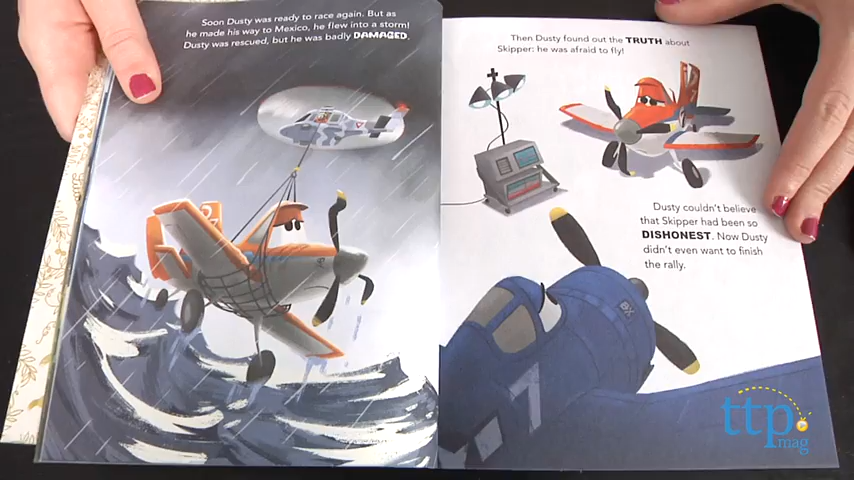 Soon Dusty was ready to race again. But as
he made his way to Mexico, he flew into a storm!
Dusty was rescued, but he was badly DAMAGED.
Then Dusty found out the TRUTH about
Skipper: he was afraid to fly!
Dusty couldn't believe
that Skipper had been so
DISHONEST. Now Dusty
didn't even want to finish
the rally.
7
ttp
mag